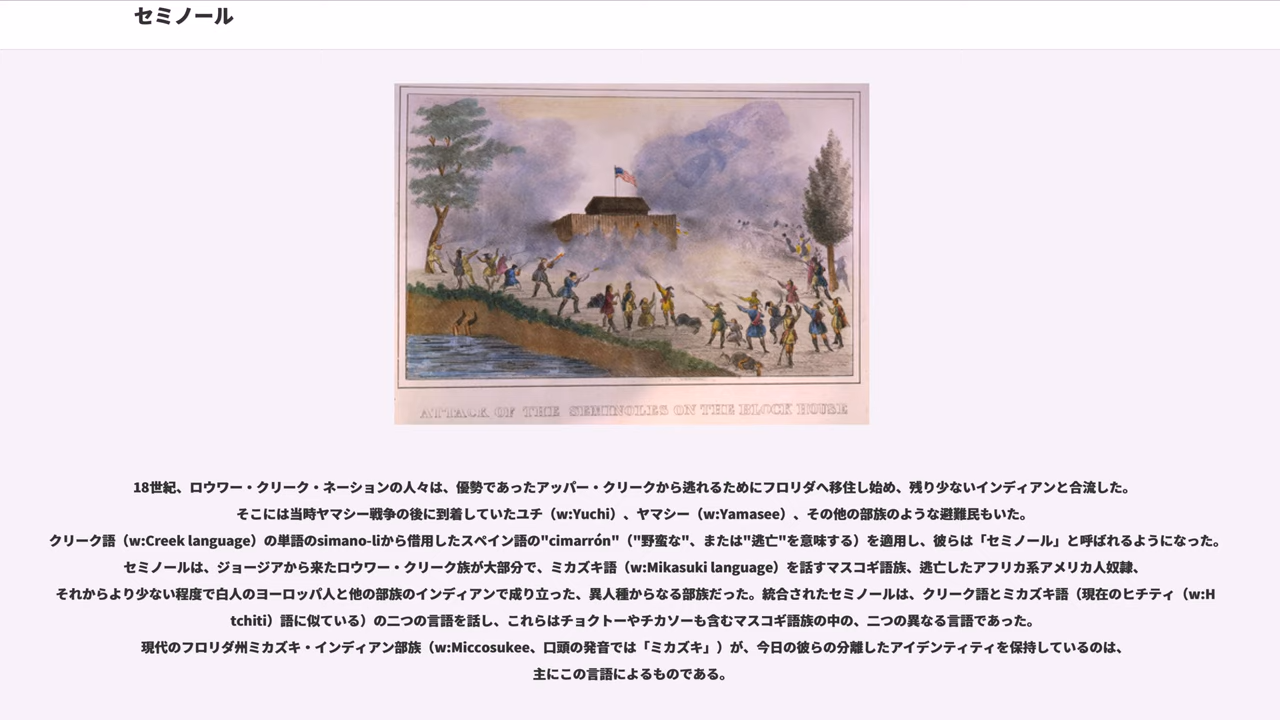 セミノール
ATTACK OF THE SEMINOLES ON THE BLOCK HOUSE
18世紀、ロウワー・クリーク・ネーションの人々は、優勢であったアッパー・クリークから逃れるためにフロリダへ移住し始め、残り少ないインディアンと合流した。
そこには当時ヤマシー戦争の後に到着していたユチ（w:Yuchi）、ヤマシー（w:Yamasee）、その他の部族のような避難民もいた。
クリーク語（w:Creek language）の単語のsimano-liから借用したスペイン語の"cimarrón"（"野蛮な"、または"逃亡"を意味する）を適用し、彼らは「セミノール」と呼ばれるようになった。
セミノールは、ジョージアから来たロウワー・クリーク族が大部分で、ミカズキ語（w:Mikasuki language）を話すマスコギ語族、逃亡したアフリカ系アメリカ人奴隷、
それからより少ない程度で白人のヨーロッパ人と他の部族のインディアンで成り立った、異人種からなる部族だった。統合されたセミノールは、クリーク語とミカズキ語（現在のヒチティ（w:H
tchiti）語に似ている）の二つの言語を話し、これらはチョクトーやチカソーも含むマスコギ語族の中の、二つの異なる言語であった。
現代のフロリダ州ミカズキ・インディアン部族（w:Miccosukee、口頭の発音では「ミカズキ」）が、今日の彼らの分離したアイデンティティを保持しているのは、
主にこの言語によるものである。